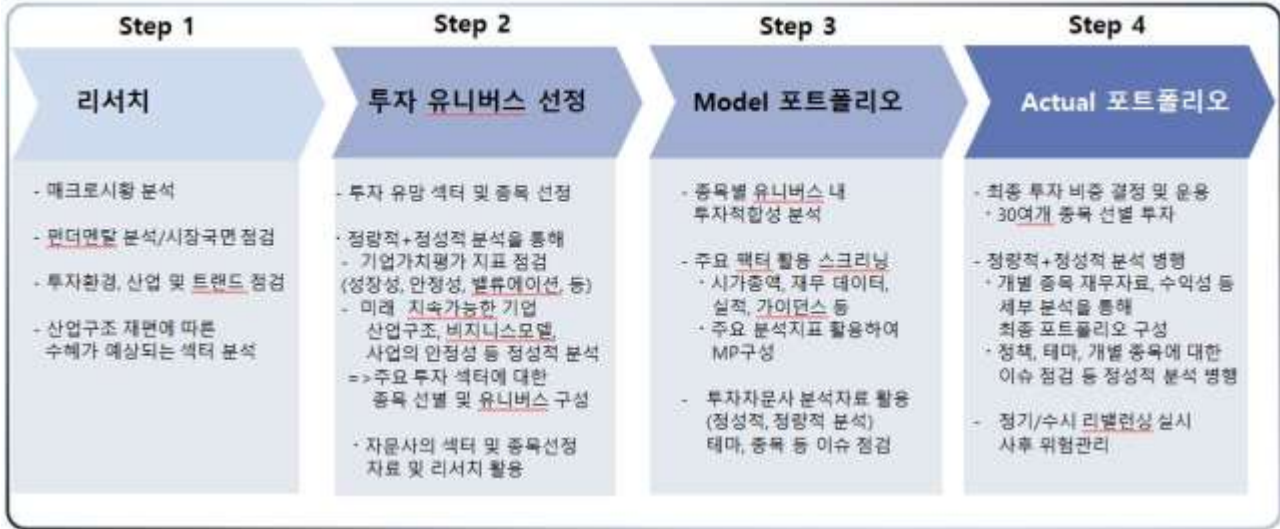 Step 1
리서치
- 매크로시황 분석
- 펀더멘탈 분석/시장국면 점검
- 투자환경, 산업 및 트랜드 점검
- 산업구조 재편에 따른
수혜가 예상되는 섹터 분석
Step 2
투자 유니버스 선정
- 투자 유망 섹터 및 종목 선정
· 정량적+정성적 분석을 통해
- 기업가치평가 지표 점검
(성장성, 안정성, 밸류에이션, 등)
- 미래 지속가능한 기업
산업구조, 비지니스모델,
사업의 안정성 등 정성적 분석
=>주요 투자 섹터에 대한
종목 선별 및 유니버스 구성
· 자문사의 섹터 및 종목선정
자료 및 리서치 활용
Step 3
Model 포트폴리오
- 종목별 유니버스 내
투자적합성 분석
- 주요 팩터 활용 스크리닝
· 시가총액, 재무 데이터,
실적, 가이던스 등
· 주요 분석지표 활용하여
MP구성
- 투자자문사 분석자료 활용
(정성적, 정량적 분석)
테마, 종목 등 이슈 점검
Step 4
Actual 포트폴리오
- 최종 투자 비중 결정 및 운용
· 30여개 종목 선별 투자
- 정량적+정성적 분석 병행
· 개별 종목 재무자료, 수익성 등
세부 분석을 통해
최종 포트폴리오 구성
· 정책, 테마, 개별 종목에 대한
이슈 점검 등 정성적 분석 병행
- 정기/수시 리밸런싱 실시
사후 위험관리